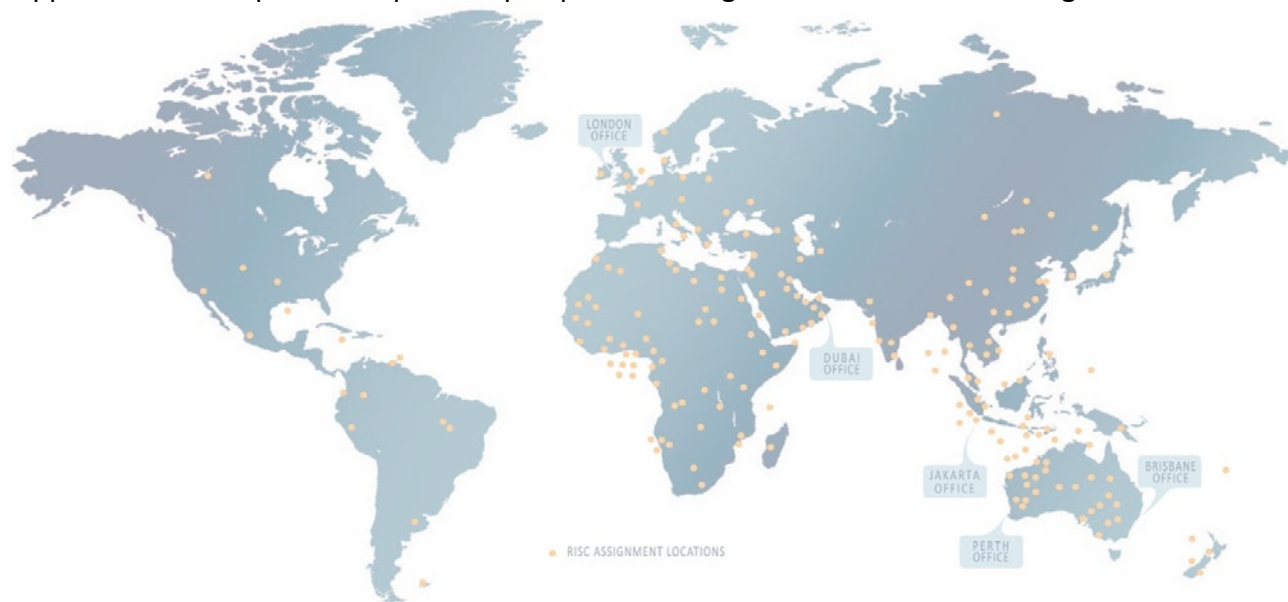 LONDON
OFFICE
DUBAI
OFFICE
JAKARTA
OFFICE
BRISBANE
OFFICE
PERTH
OFFICE
RISC ASSIGNMENT LOCATIONS